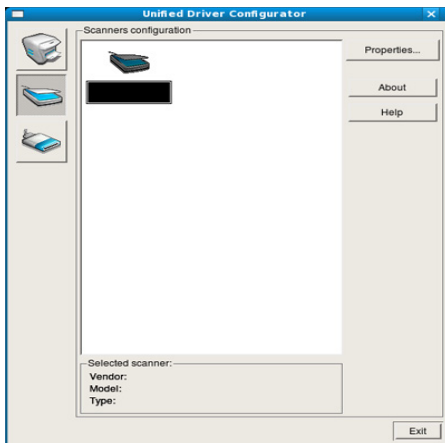 Unified Driver Configurator
Scanners configuration
Properties...
About
Help
Selected scanner:
Vendor:
Model:
Type:
Exit